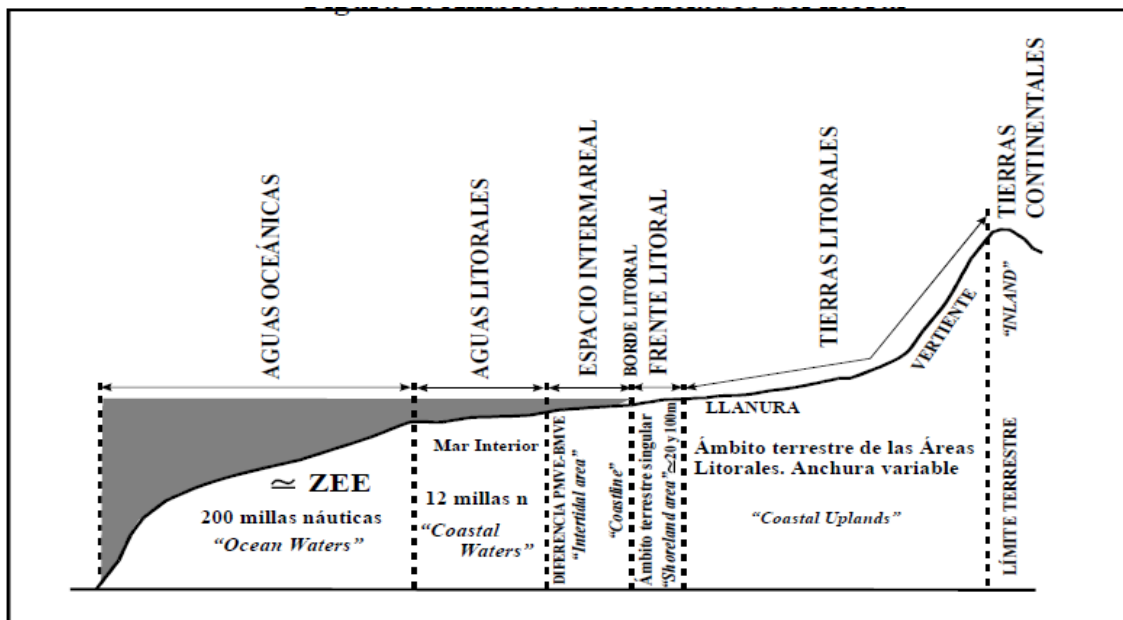 AGUAS OCEÁNICAS
AGUAS LITORALES
ESPACIO INTERMAREAL
BORDE LITORAL
FRENTE LITORAL
TIERRAS LITORALES
TIERRAS
CONTINENTALES
"INLAND"
VERTIENTE
LLANURA
Mar Interior
≃ ZEE
200 millas náuticas
"Ocean Waters"
12 millas n
"Coastal
Waters"
DIFERENCIA PMVE-BMVE
"Intertidal area"
"Coastline"
Ámbito terrestre singular
"Shoreland area"≃20 y 100m
Ámbito terrestre de las Áreas
Litorales. Anchura variable
"Coastal Uplands"
LÍMITE TERRESTRE